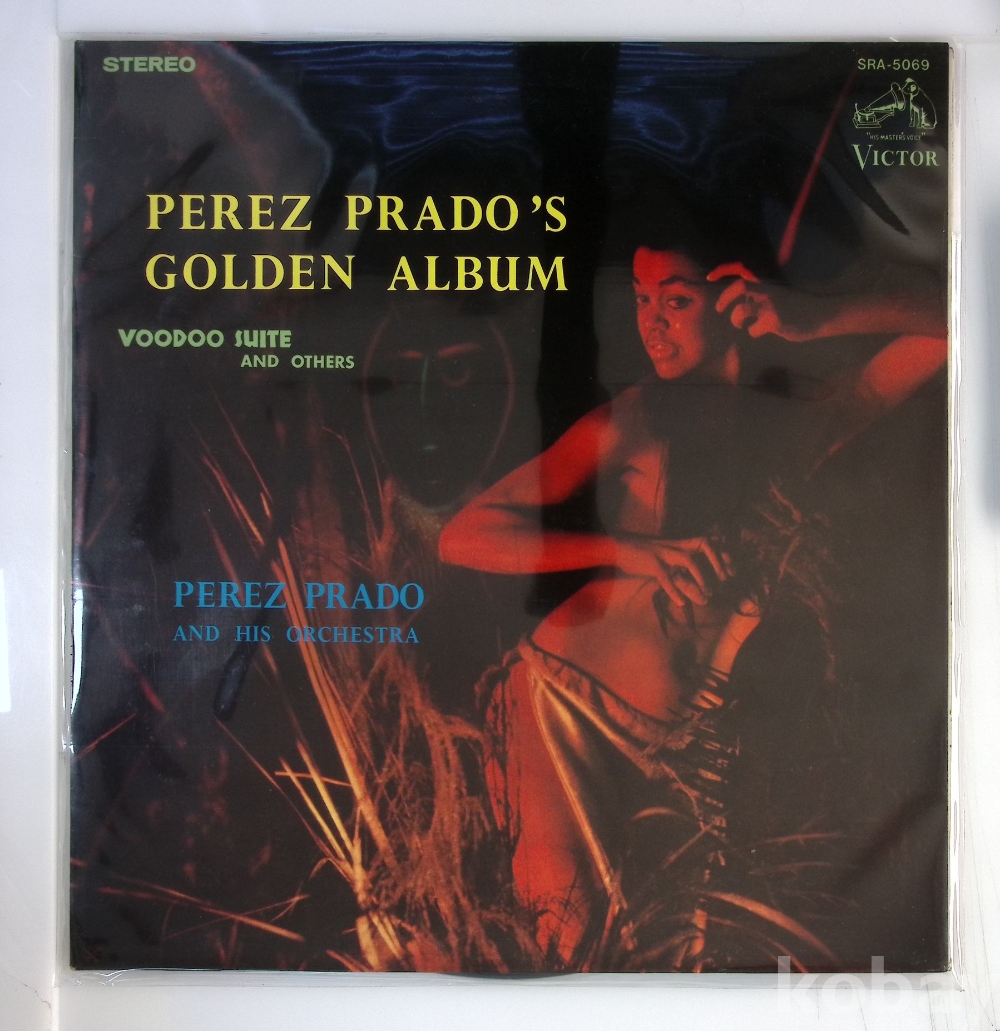 STEREO
SRA-5069
"HIS MASTER'S VOICE"
VICTOR
PEREZ PRADO'S
GOLDEN ALBUM
VOODOO SUITE
AND OTHERS
PEREZ PRADO
AND HIS ORCHESTRA
koba